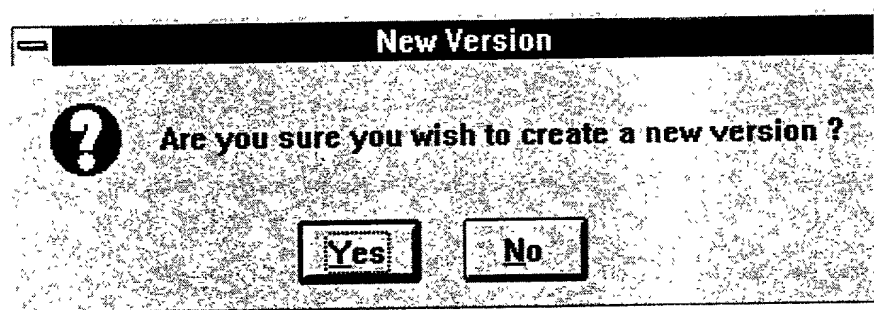 New Version
Are you sure you wish to create a new version ?
Yes
No